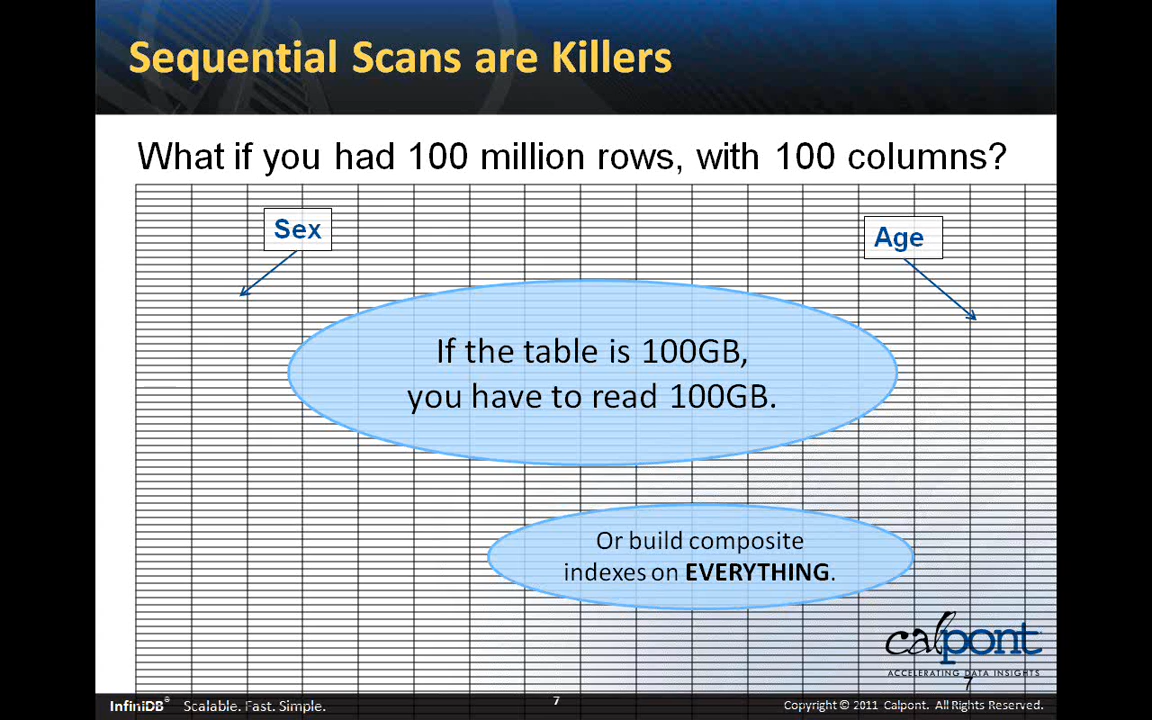 Sequential Scans are Killers
What if you had 100 million rows, with 100 columns?
Sex
Age
If the table is 100GB,
you have to read 100GB.
Or build composite
indexes on EVERYTHING.
calpont
ACCELERATING DATA INSIGHTS
7
InfiniDB® Scalable. Fast. Simple.
7
Copyright © 2011 Calpont. All Rights Reserved.